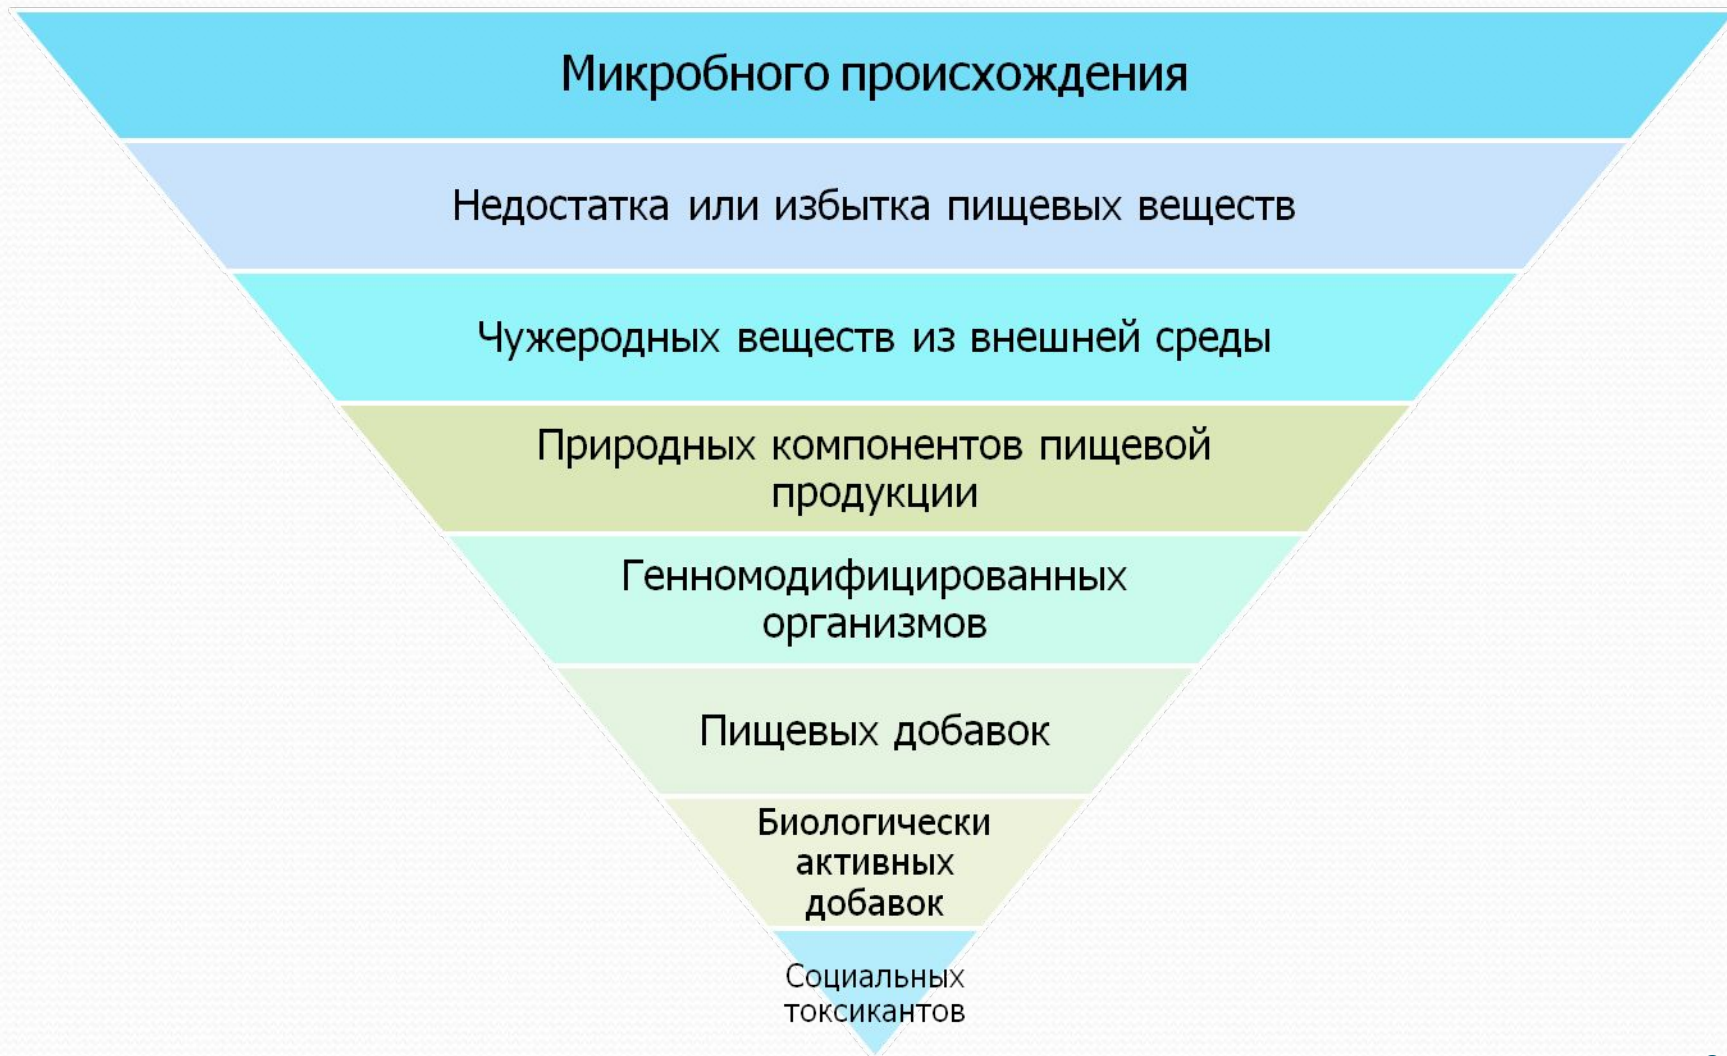 Микробного происхождения
Недостатка или избытка пищевых веществ
Чужеродных веществ из внешней среды
Природных компонентов пищевой
продукции
Генномодифицированных
организмов
Пищевых добавок
Биологически
активных
добавок
Социальных
токсикантов